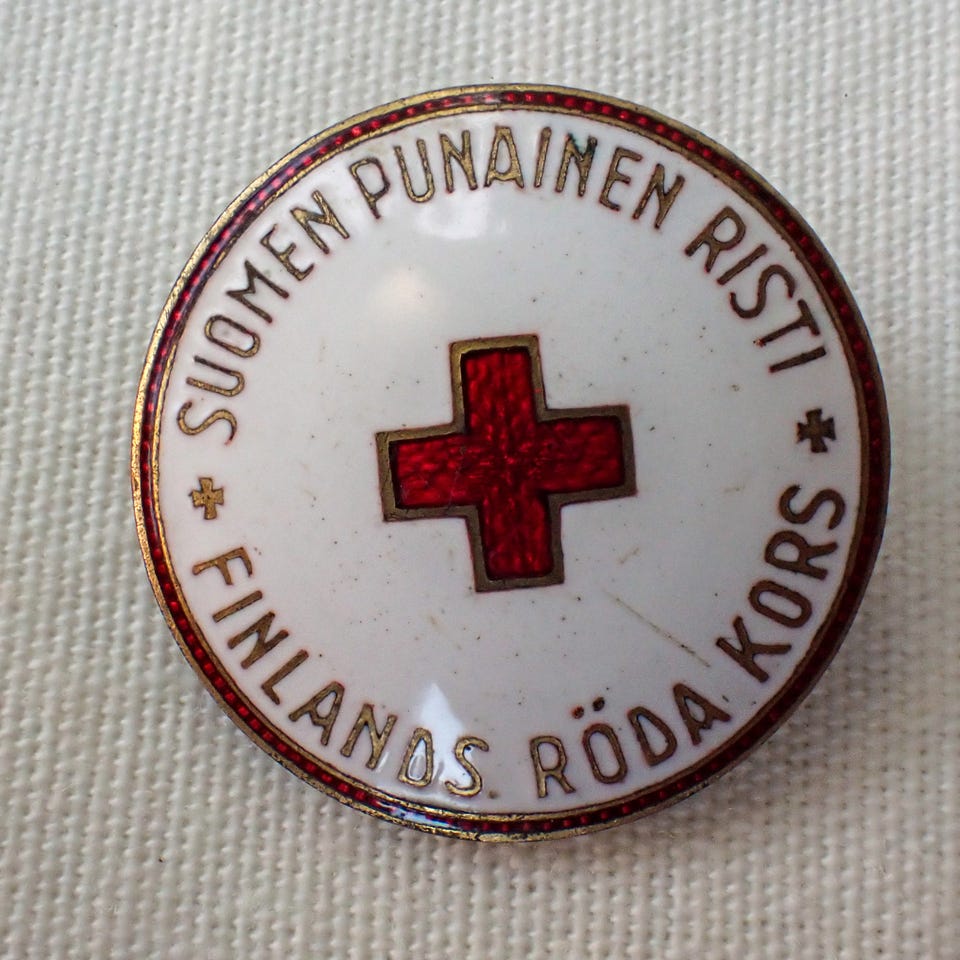 SUOMEN PUNAINEN RISTI
FINLANDS RÖDA KORS